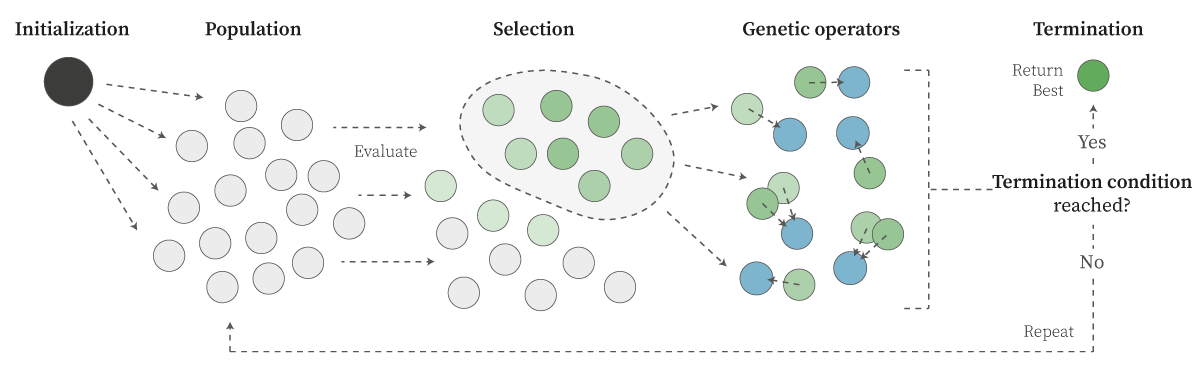 Initialization
Population
Selection
Genetic operators
Termination
Return
Best
Evaluate
Yes
Termination condition
reached?
No
Repeat